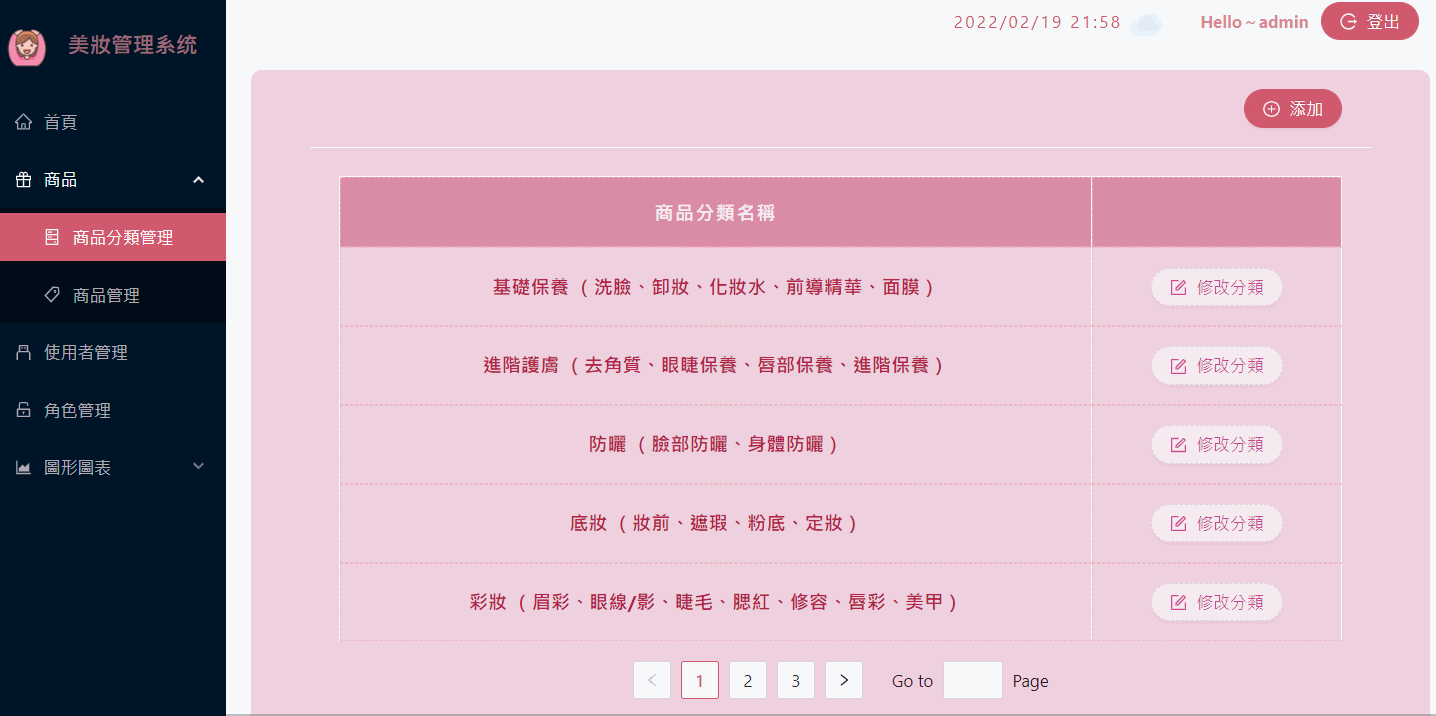 2022/02/19 21:58
Hello ~ admin
登出
美妝管理系统
首頁
商品
商品分類管理
商品管理
使用者管理
角色管理
圖形圖表
添加
商品分類名稱
基礎保養 ( 洗臉、卸妝、化妝水、前導精華、面膜 )
修改分類
進階護膚 ( 去角質、眼睫保養、唇部保養、進階保養 )
修改分類
防曬 ( 臉部防曬、身體防曬 )
修改分類
底妝 ( 妝前、遮瑕、粉底、定妝 )
修改分類
彩妝 ( 眉彩、眼線/影、睫毛、腮紅、修容、唇彩、美甲 )
修改分類
< 1 2 3 > Go to Page